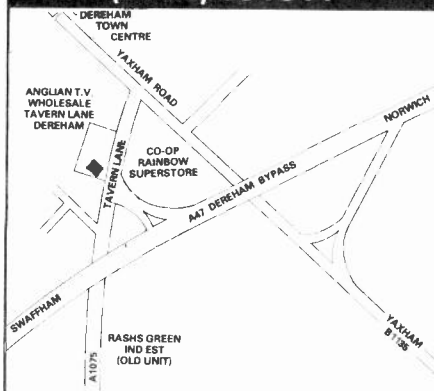 DEREHAM
TOWN
CENTRE
YAXHAM ROAD
ANGLIAN T.V.
WHOLESALE
TAVERN LANE
DEREHAM
TAVERN LANE
CO-OP
RAINBOW
SUPERSTORE
NORWICH
A47 DEREHAM BYPASS
SWAFFHAM
RASHS GREEN
IND EST
(OLD UNIT)
A1075
YAXHAM
B1135